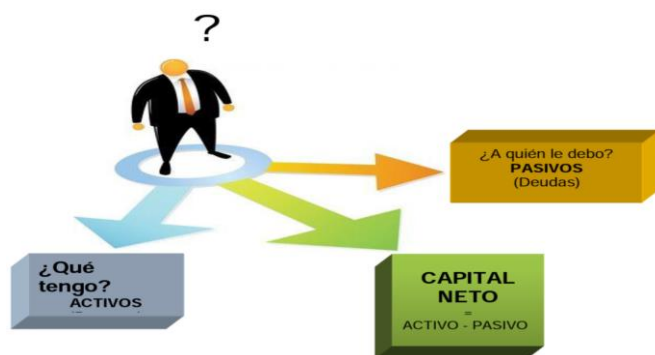 ?
¿A quién le debo?
PASIVOS
(Deudas)
¿Qué
tengo?
ACTIVOS
CAPITAL
NETO
=
ACTIVO - PASIVO